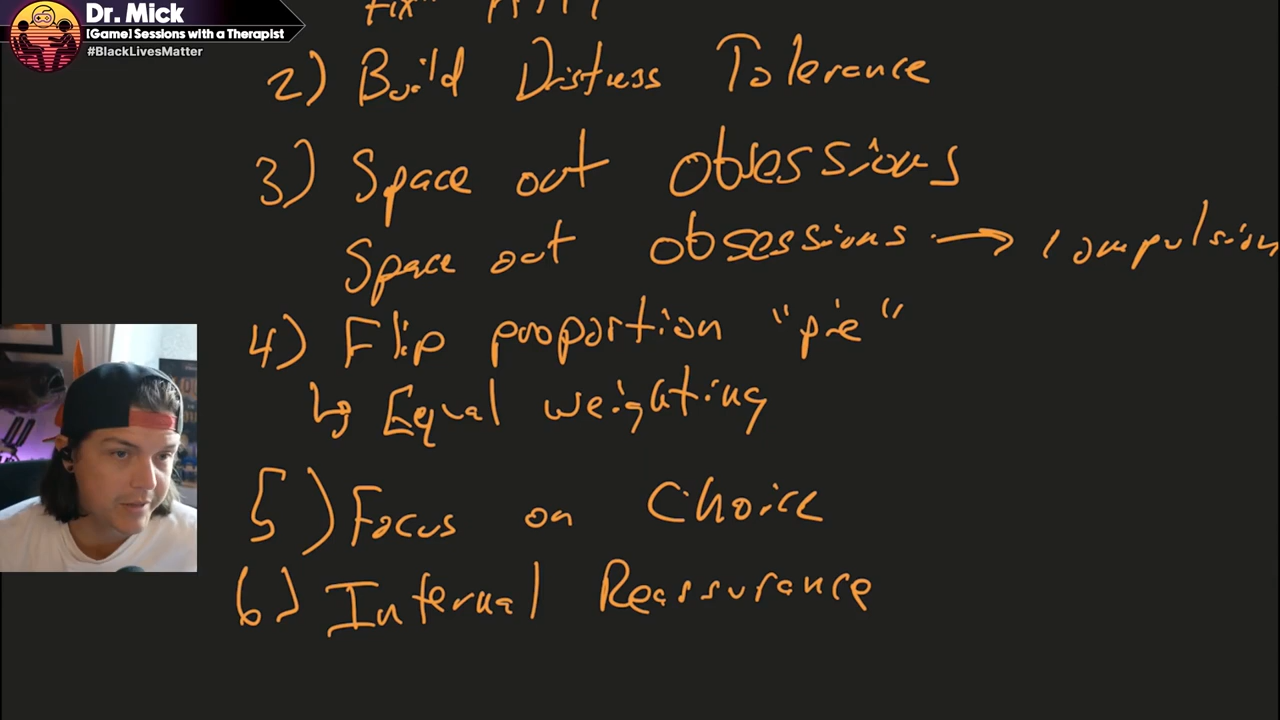 Dr. Mick
[Game] Sessions with a Therapist
#BlackLivesMatter
2) Build Distress Tolerance
3) Space out obsessions
Space out obsessions → compulsion
4) Flip proportion "pie"
↳ Equal weighting
5) Focus on Choice
6) Internal Reassurance